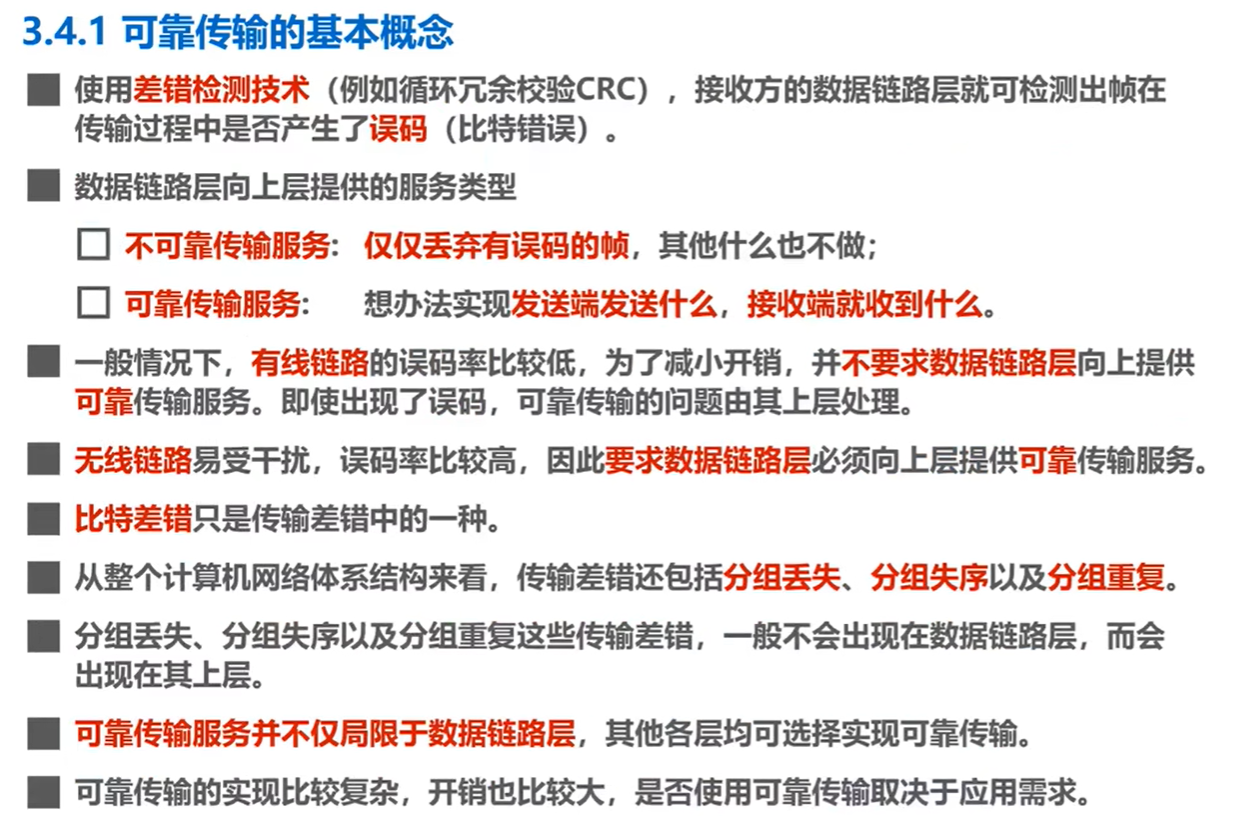 3.4.1 可靠传输的基本概念
使用差错检测技术（例如循环冗余校验CRC），接收方的数据链路层就可检测出帧在
传输过程中是否产生了误码（比特错误）。
数据链路层向上层提供的服务类型
不可靠传输服务： 仅仅丢弃有误码的帧，其他什么也不做；
可靠传输服务： 想办法实现发送端发送什么，接收端就收到什么。
一般情况下，有线链路的误码率比较低，为了减小开销，并不要求数据链路层向上提供
可靠传输服务。即使出现了误码，可靠传输的问题由其上层处理。
无线链路易受干扰，误码率比较高，因此要求数据链路层必须向上层提供可靠传输服务。
比特差错只是传输差错中的一种。
从整个计算机网络体系结构来看，传输差错还包括分组丢失、分组失序以及分组重复。
分组丢失、分组失序以及分组重复这些传输差错，一般不会出现在数据链路层，而会
出现在其上层。
可靠传输服务并不仅局限于数据链路层，其他各层均可选择实现可靠传输。
可靠传输的实现比较复杂，开销也比较大，是否使用可靠传输取决于应用需求。